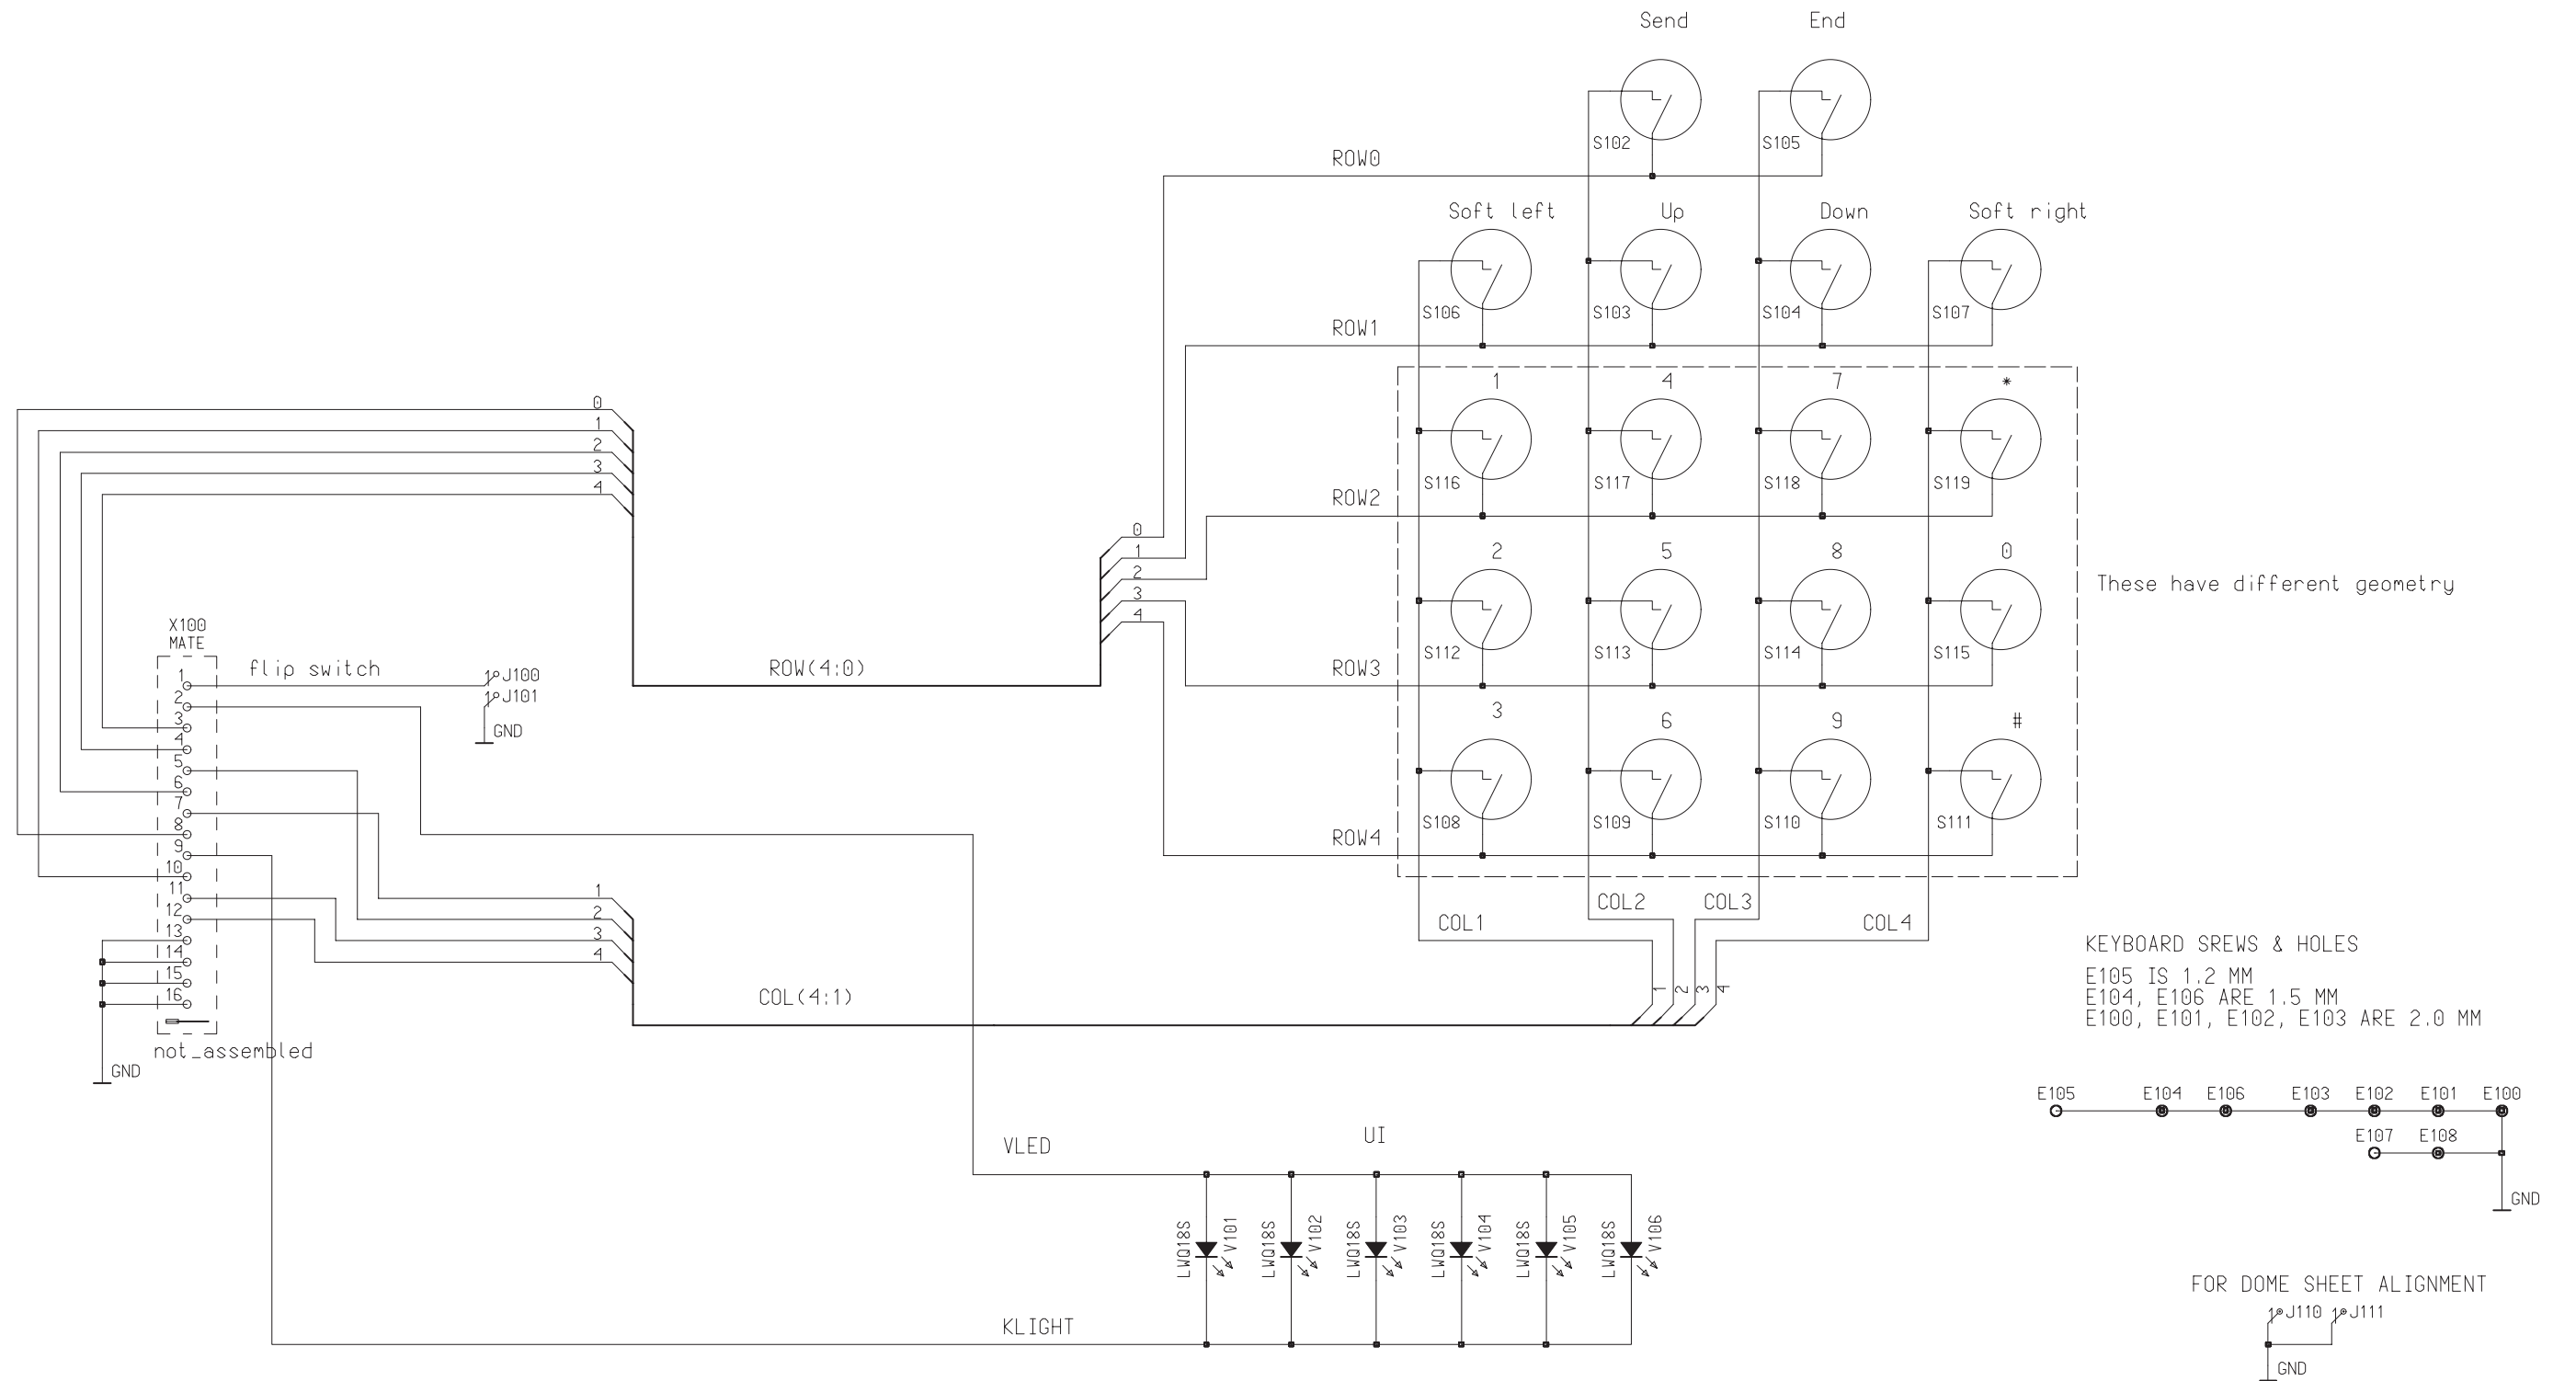 Send End
S102 S105
ROW0
Soft left Up Down Soft right
S106 S103 S104 S107
ROW1
1 4 7 *
S116 S117 S118 S119
ROW2
2 5 8 0
S112 S113 S114 S115
ROW3
3 6 9 #
S108 S109 S110 S111
ROW4
These have different geometry
0
1
2
3
4
ROW(4:0)
0
1
2
3
4
X100
MATE
flip switch
1 J100
1 J101
GND
1
2
3
4
5
6
7
8
9
10
11
12
13
14
15
16
not_assembled
GND
1
2
3
4
COL(4:1)
COL1 COL2 COL3 COL4
1 2 3 4
KEYBOARD SREWS & HOLES
E105 IS 1.2 MM
E104, E106 ARE 1.5 MM
E100, E101, E102, E103 ARE 2.0 MM
E105 E104 E106 E103 E102 E101 E100
E107 E108
GND
VLED
UI
LWQ18S V101 LWQ18S V102 LWQ18S V103 LWQ18S V104 LWQ18S V105 LWQ18S V106
KLIGHT
FOR DOME SHEET ALIGNMENT
1 J110 1 J111
GND